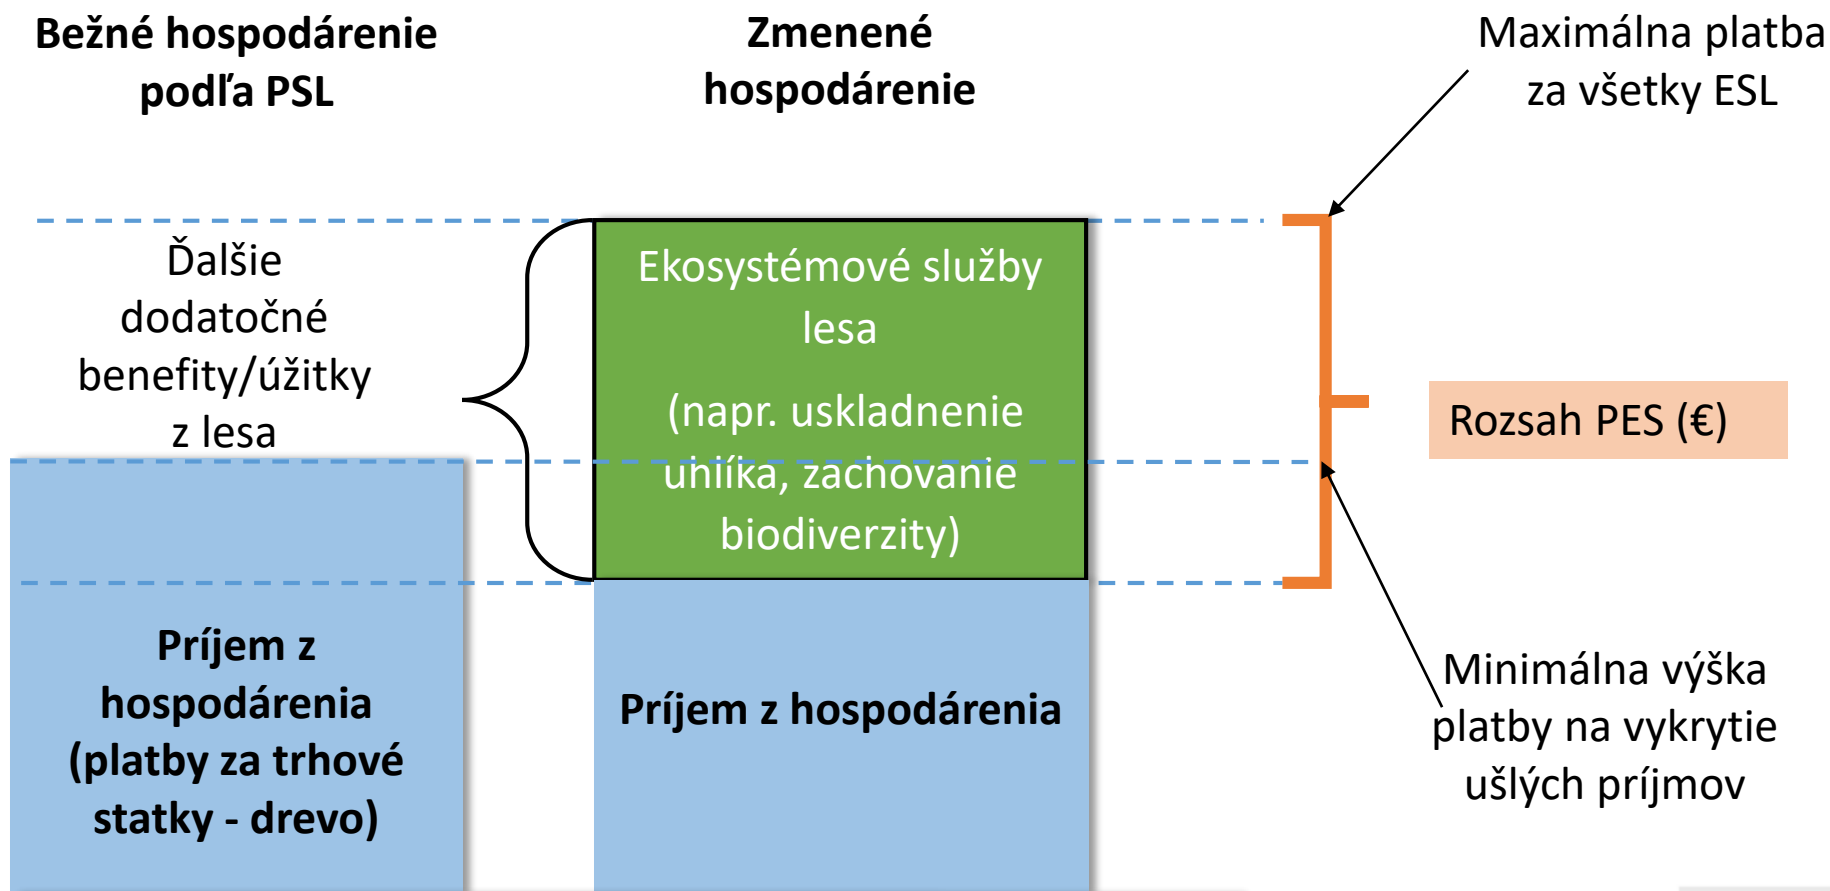 Bežné hospodárenie
podľa PSL
Zmenené
hospodárenie
Maximálna platba
za všetky ESL
Ďalšie
dodatočné
benefity/úžitky
z lesa
Ekosystémové služby
lesa
(napr. uskladnenie
uhlíka, zachovanie
biodiverzity)
Rozsah PES (€)
Príjem z
hospodárenia
(platby za trhové
statky - drevo)
Príjem z hospodárenia
Minimálna výška
platby na vykrytie
ušlých príjmov